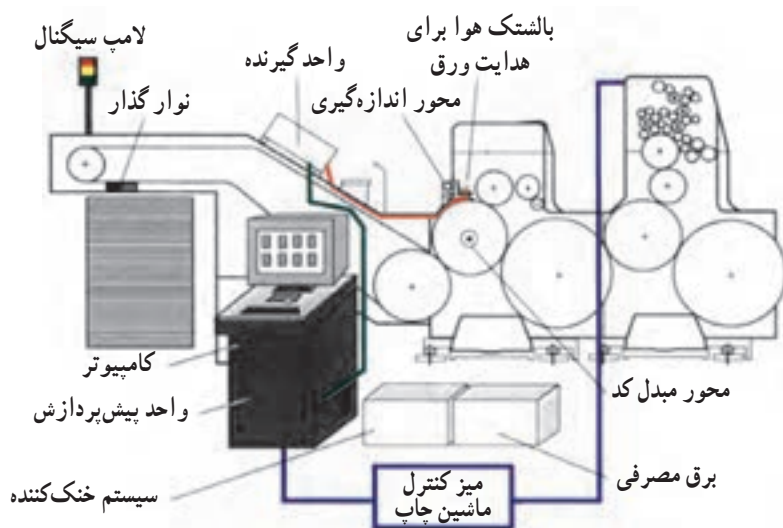 لامپ سیگنال
نوار گذار
واحد گیرنده
بالشتک هوا برای
هدایت ورق
محور اندازه‌گیری
کامپیوتر
واحد پیش‌پردازش
محور مبدل کد
سیستم خنک‌کننده
برق مصرفی
میز کنترل
ماشین چاپ